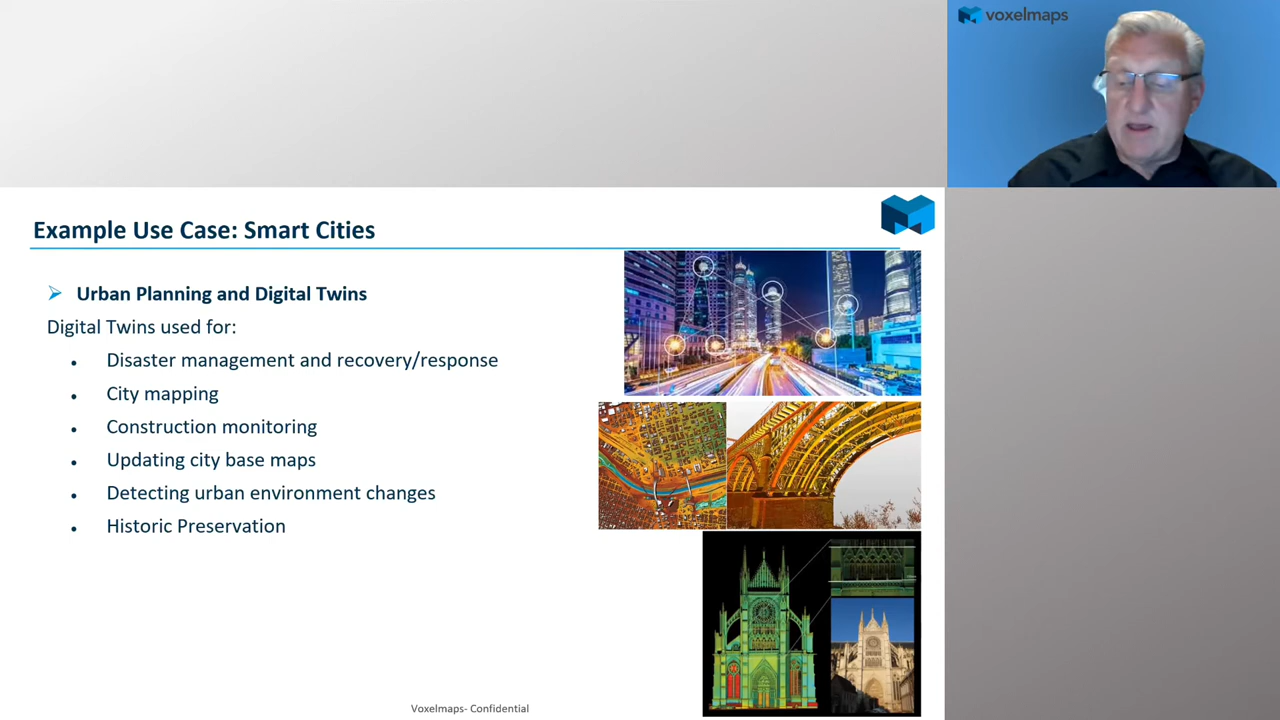 voxelmaps
Example Use Case: Smart Cities
Urban Planning and Digital Twins
Digital Twins used for:
Disaster management and recovery/response
City mapping
Construction monitoring
Updating city base maps
Detecting urban environment changes
Historic Preservation
Voxelmaps- Confidential